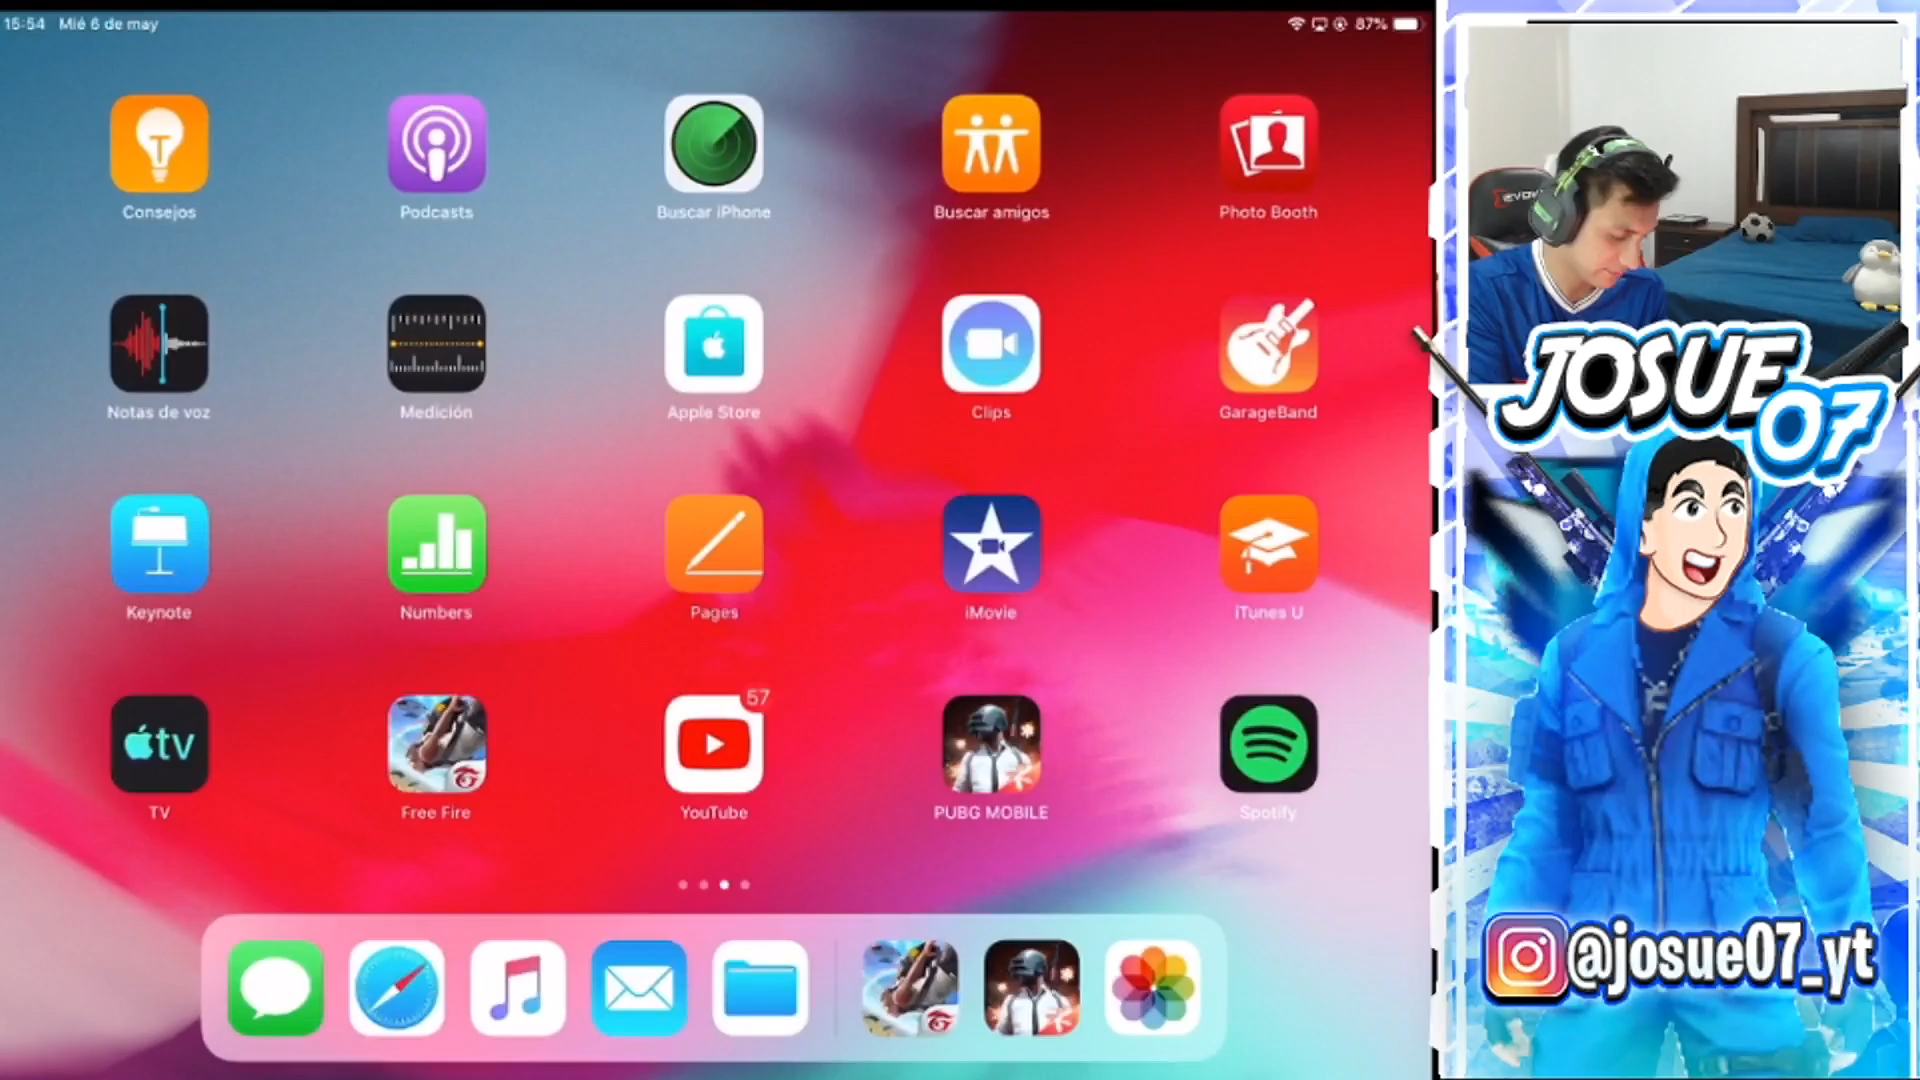 15:54 Mié 6 de may
87%
Consejos
Podcasts
Buscar iPhone
Buscar amigos
Photo Booth
Notas de voz
Medición
Apple Store
Clips
GarageBand
Keynote
Numbers
Pages
iMovie
iTunes U
tv
57
TV
Free Fire
YouTube
PUBG MOBILE
Spotify
JOSUE
07
@josue07_yt